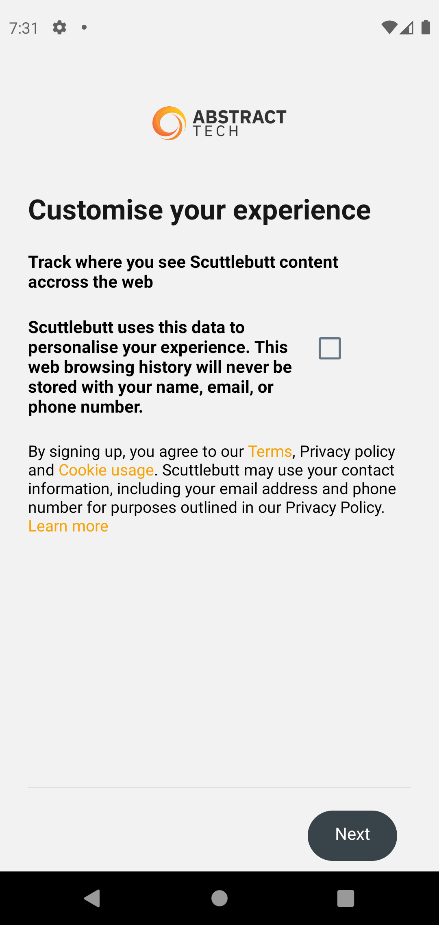 7:31
ABSTRACT
TECH
Customise your experience
Track where you see Scuttlebutt content
accross the web
Scuttlebutt uses this data to
personalise your experience. This
web browsing history will never be
stored with your name, email, or
phone number.
By signing up, you agree to our Terms, Privacy policy
and Cookie usage. Scuttlebutt may use your contact
information, including your email address and phone
number for purposes outlined in our Privacy Policy.
Learn more
Next